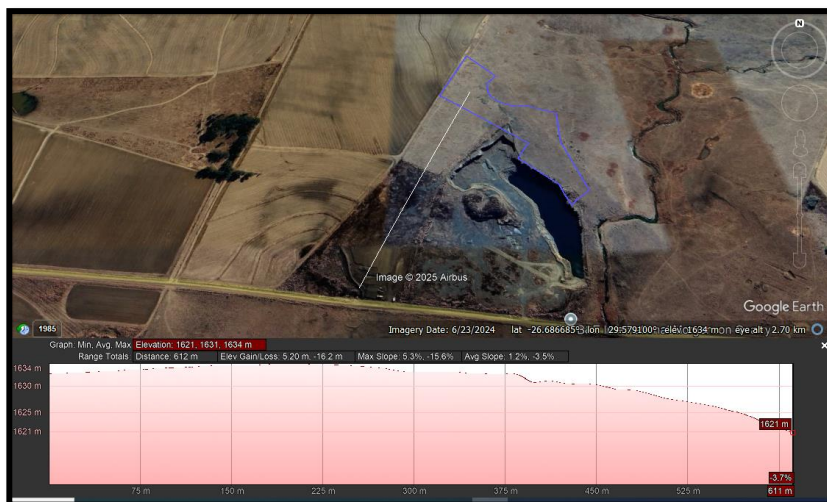 N
Image © 2025 Airbus
Google Earth
1985
Imagery Date: 6/23/2024 lat -26.686685° lon 29.579100° elev 1634 m eye alt 2.70 km
Graph: Min, Avg, Max Elevation: 1621, 1631, 1634 m
Range Totals Distance: 612 m Elev Gain/Loss: 5.20 m, -16.2 m Max Slope: 5.3%, -15.6% Avg Slope: 1.2%, -3.5%
1634 m
1630 m
1625 m
1621 m
1621 m
-3.7%
75 m 150 m 225 m 300 m 375 m 450 m 525 m 611 m